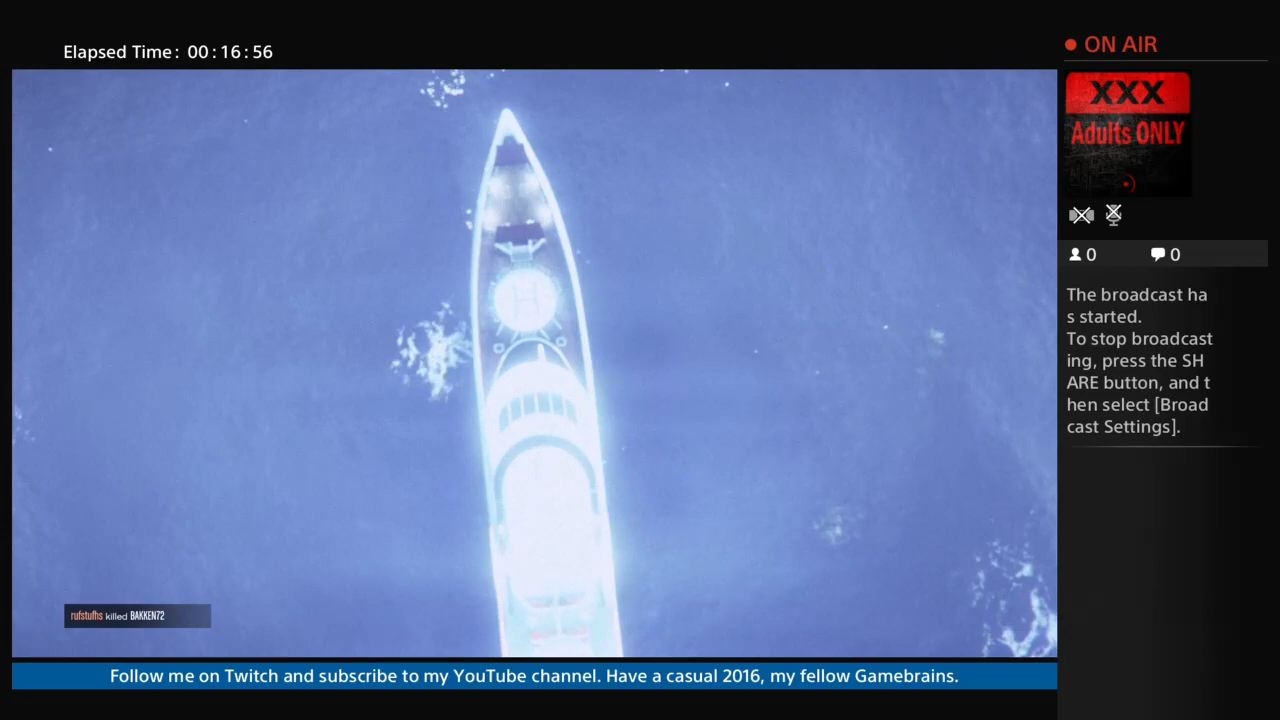 Elapsed Time: 00:16:56
ON AIR
XXX
Adults ONLY
0
0
The broadcast ha
s started.
To stop broadcast
ing, press the SH
ARE button, and t
hen select [Broad
cast Settings].
H
rufstufhs killed BAKKEN72
Follow me on Twitch and subscribe to my YouTube channel. Have a casual 2016, my fellow Gamebrains.